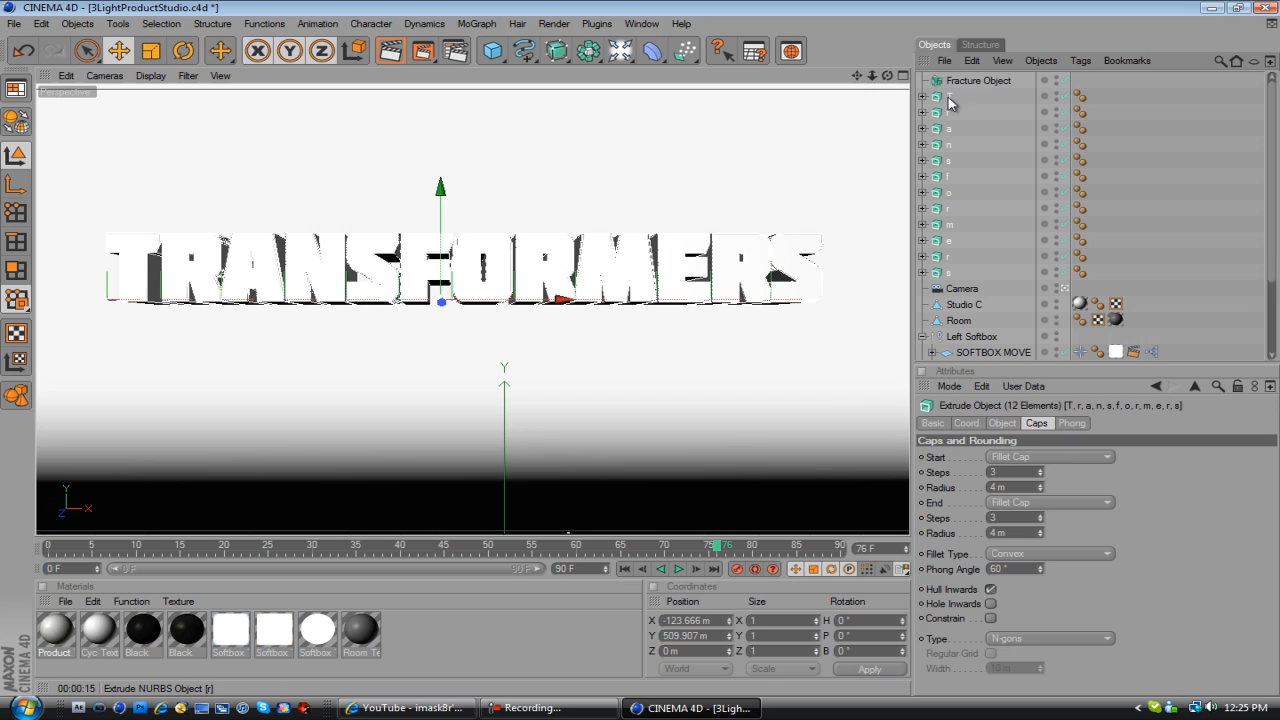 CINEMA 4D - [3LightProductStudio.c4d *]
File Edit Objects Tools Selection Structure Functions Animation Character Dynamics MoGraph Hair Render Plugins Window Help
X Y Z
Edit Cameras Display Filter View
Perspective
TRANSFORMERS
Y
Y
X
Z
0 5 10 15 20 25 30 35 40 45 50 55 60 65 70 75 76 80 85 90
76 F
0 F 0 F 90 F 90 F
Materials
File Edit Function Texture
Product Cyc Text Black Black Softbox Softbox Softbox Room Te
Coordinates
Position Size Rotation
X -123.666 m X 1 H 0 °
Y 509.907 m Y 1 P 0 °
Z 0 m Z 1 B 0 °
World Scale Apply
00:00:15 Extrude NURBS Object [r]
MAXON CINEMA 4D
Objects Structure
File Edit View Objects Tags Bookmarks
Fracture Object
T
r
a
n
s
f
o
r
m
e
r
s
Camera
Studio C
Room
Left Softbox
SOFTBOX MOVE
Attributes
Mode Edit User Data
Extrude Object (12 Elements) [T, r, a, n, s, f, o, r, m, e, r, s]
Basic Coord. Object Caps Phong
Caps and Rounding
Start Fillet Cap
Steps 3
Radius 4 m
End Fillet Cap
Steps 3
Radius 4 m
Fillet Type Convex
Phong Angle 60 °
Hull Inwards
Hole Inwards
Constrain
Type N-gons
Regular Grid
Width 10 m
YouTube - imask8r'... Recording... CINEMA 4D - [3Ligh... 12:25 PM